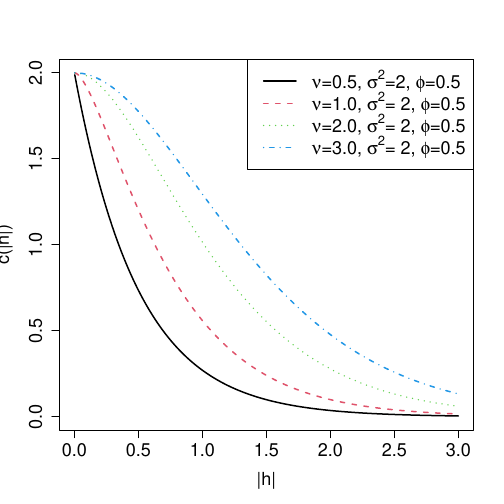 ν=0.5, σ²=2, ϕ=0.5
ν=1.0, σ²= 2, ϕ=0.5
ν=2.0, σ²= 2, ϕ=0.5
ν=3.0, σ²= 2, ϕ=0.5
c(|h|)
2.0
1.5
1.0
0.5
0.0
0.0 0.5 1.0 1.5 2.0 2.5 3.0
|h|